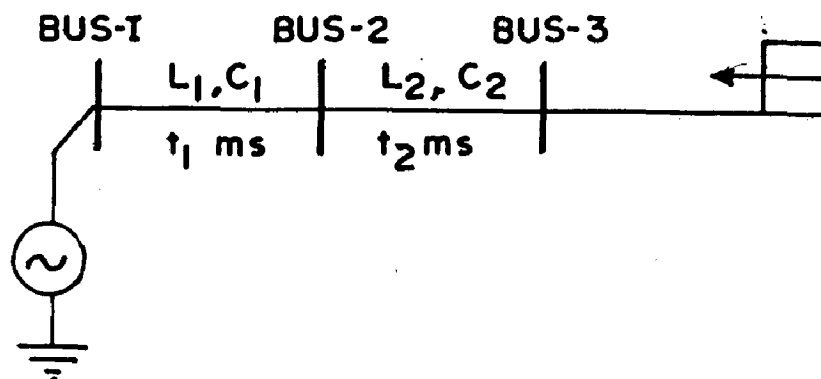 BUS-I BUS-2 BUS-3
L1, C1 L2, C2
t1 ms t2 ms